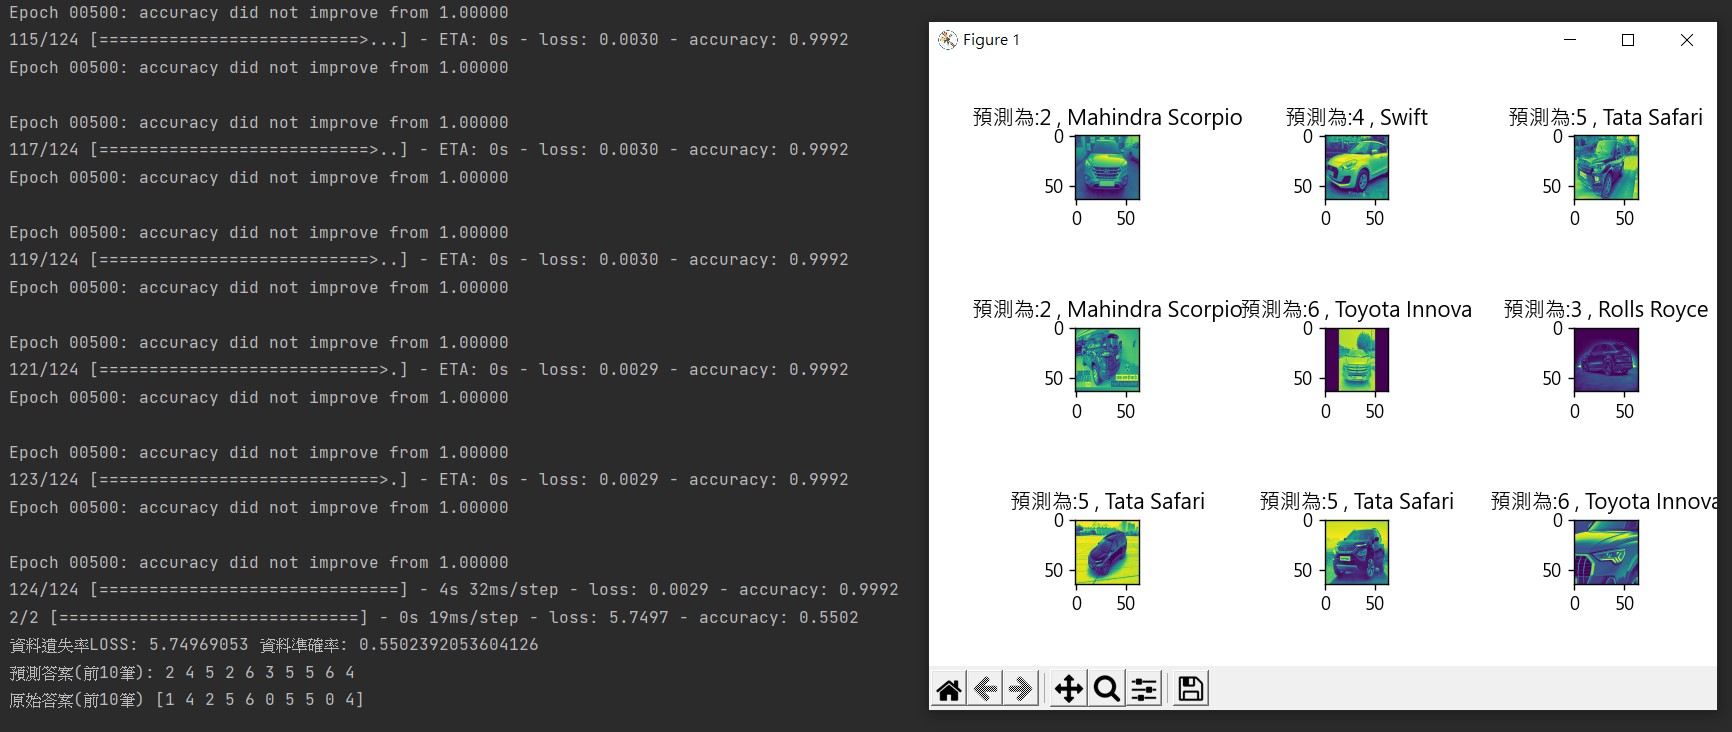 Epoch 00500: accuracy did not improve from 1.00000
115/124 [==========================>...] - ETA: 0s - loss: 0.0030 - accuracy: 0.9992
Epoch 00500: accuracy did not improve from 1.00000
Epoch 00500: accuracy did not improve from 1.00000
117/124 [===========================>..] - ETA: 0s - loss: 0.0030 - accuracy: 0.9992
Epoch 00500: accuracy did not improve from 1.00000
Epoch 00500: accuracy did not improve from 1.00000
119/124 [===========================>..] - ETA: 0s - loss: 0.0030 - accuracy: 0.9992
Epoch 00500: accuracy did not improve from 1.00000
Epoch 00500: accuracy did not improve from 1.00000
121/124 [============================>.] - ETA: 0s - loss: 0.0029 - accuracy: 0.9992
Epoch 00500: accuracy did not improve from 1.00000
Epoch 00500: accuracy did not improve from 1.00000
123/124 [============================>.] - ETA: 0s - loss: 0.0029 - accuracy: 0.9992
Epoch 00500: accuracy did not improve from 1.00000
Epoch 00500: accuracy did not improve from 1.00000
124/124 [==============================] - 4s 32ms/step - loss: 0.0029 - accuracy: 0.9992
2/2 [==============================] - 0s 19ms/step - loss: 5.7497 - accuracy: 0.5502
資料遺失率LOSS: 5.74969053 資料準確率: 0.5502392053604126
預測答案(前10筆): 2 4 5 2 6 3 5 5 6 4
原始答案(前10筆) [1 4 2 5 6 0 5 5 0 4]
Figure 1
預測為:2 , Mahindra Scorpio
預測為:4 , Swift
預測為:5 , Tata Safari
0
50
0 50
0
50
0 50
0
50
0 50
預測為:2 , Mahindra Scorpio
預測為:6 , Toyota Innova
預測為:3 , Rolls Royce
0
50
0 50
0
50
0 50
0
50
0 50
預測為:5 , Tata Safari
預測為:5 , Tata Safari
預測為:6 , Toyota Innova
0
50
0 50
0
50
0 50
0
50
0 50